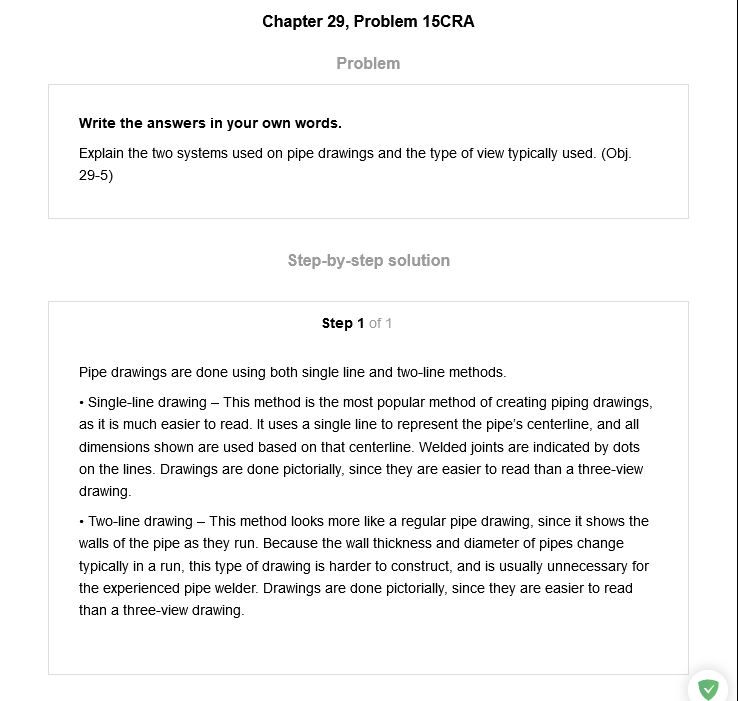 Chapter 29, Problem 15CRA
Problem
Write the answers in your own words.
Explain the two systems used on pipe drawings and the type of view typically used. (Obj.
29-5)
Step-by-step solution
Step 1 of 1
Pipe drawings are done using both single line and two-line methods.
• Single-line drawing – This method is the most popular method of creating piping drawings,
as it is much easier to read. It uses a single line to represent the pipe’s centerline, and all
dimensions shown are used based on that centerline. Welded joints are indicated by dots
on the lines. Drawings are done pictorially, since they are easier to read than a three-view
drawing.
• Two-line drawing – This method looks more like a regular pipe drawing, since it shows the
walls of the pipe as they run. Because the wall thickness and diameter of pipes change
typically in a run, this type of drawing is harder to construct, and is usually unnecessary for
the experienced pipe welder. Drawings are done pictorially, since they are easier to read
than a three-view drawing.